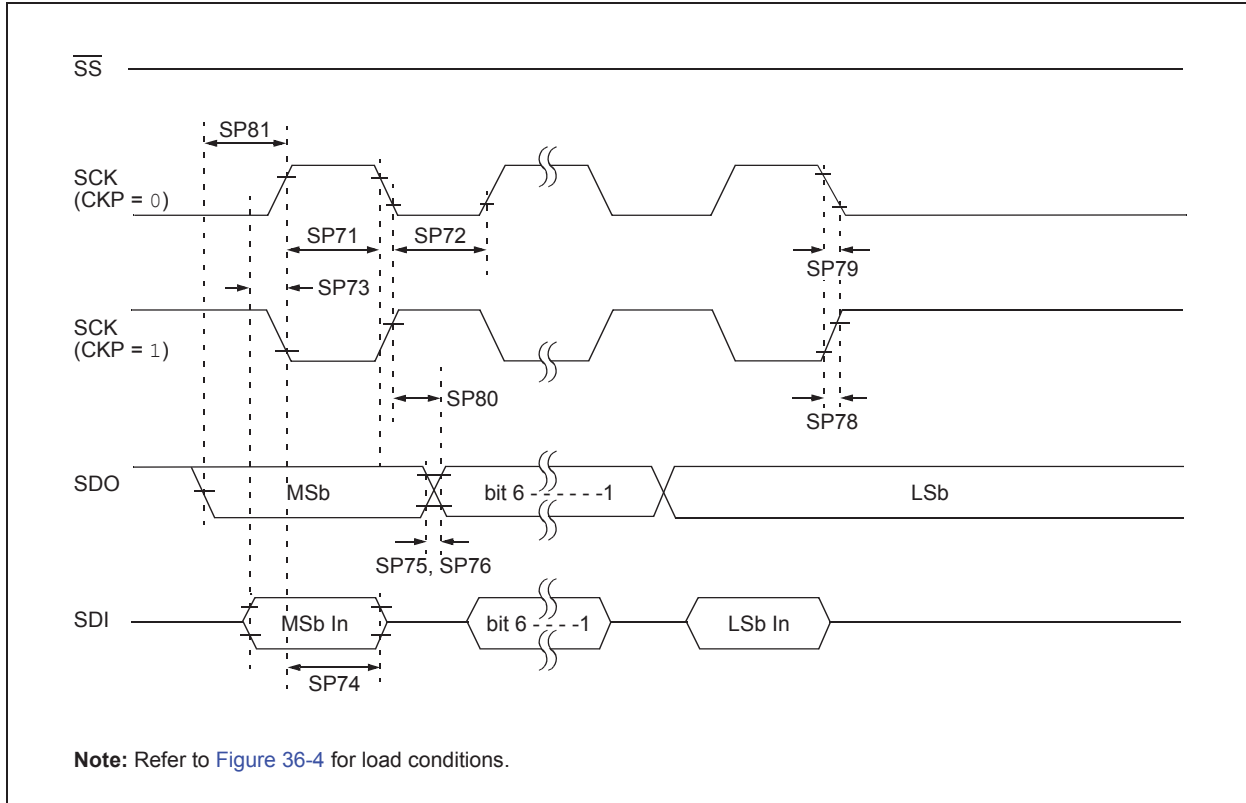 SS
SP81
SCK
(CKP = 0)
SP71
SP72
SP79
SP73
SCK
(CKP = 1)
SP80
SP78
SDO
MSb
bit 6 - - - - - -1
LSb
SP75, SP76
SDI
MSb In
bit 6 - - - -1
LSb In
SP74
Note: Refer to Figure 36-4 for load conditions.